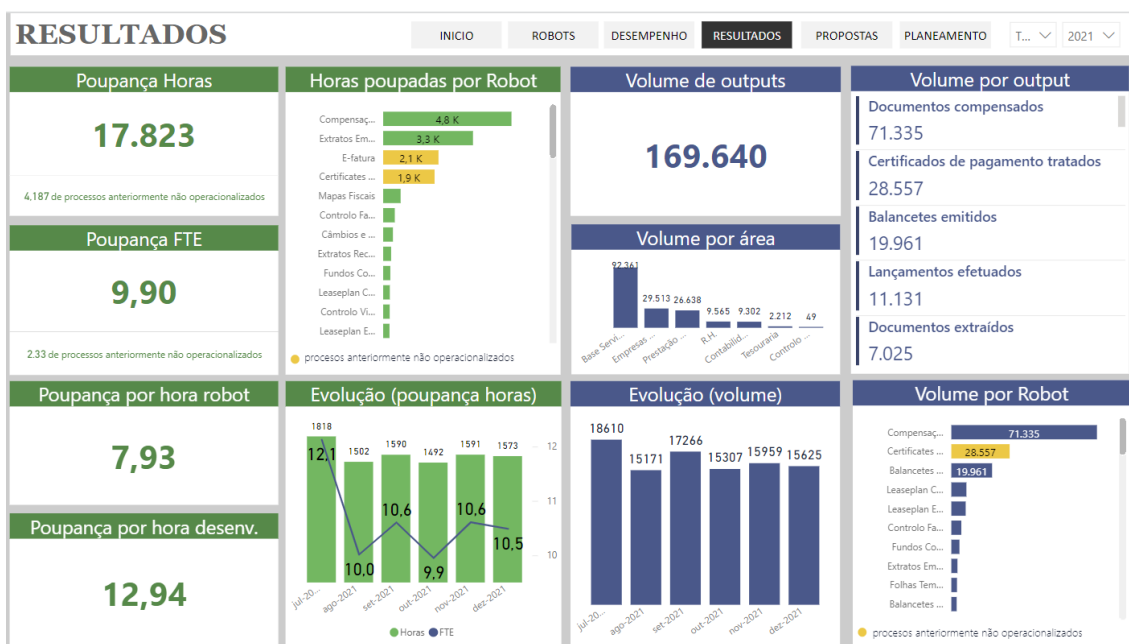 RESULTADOS
INICIO
ROBOTS
DESEMPENHO
RESULTADOS
PROPOSTAS
PLANEAMENTO
T...
2021
Poupança Horas
17.823
4,187 de processos anteriormente não operacionalizados
Poupança FTE
9,90
2.33 de processos anteriormente não operacionalizados
Poupança por hora robot
7,93
Poupança por hora desenv.
12,94
Horas poupadas por Robot
Compensaç... 4,8 K
Extratos Em... 3,3 K
E-fatura 2,1 K
Certificates ... 1,9 K
Mapas Fiscais
Controlo Fa...
Câmbios e ...
Extratos Rec...
Fundos Co...
Leaseplan C...
Controlo Vi...
Leaseplan E...
procesos anteriormente não operacionalizados
Evolução (poupança horas)
1818
1502
1590
1492
1591
1573
12,1
10,0
10,6
9,9
10,6
10,5
12
11
10
jul-20...
ago-2021
set-2021
out-2021
nov-2021
dez-2021
Horas FTE
Volume de outputs
169.640
Volume por área
92.361
29.513
26.638
9.565
9.302
2.212
49
Base Servi...
Empresas ...
Prestação ...
R.H.
Contabilid...
Tesouraria
Controlo ...
Evolução (volume)
18610
15171
17266
15307
15959
15625
jul-20...
ago-2021
set-2021
out-2021
nov-2021
dez-2021
Volume por output
Documentos compensados
71.335
Certificados de pagamento tratados
28.557
Balancetes emitidos
19.961
Lançamentos efetuados
11.131
Documentos extraídos
7.025
Volume por Robot
Compensaç... 71.335
Certificates ... 28.557
Balancetes ... 19.961
Leaseplan C...
Leaseplan E...
Controlo Fa...
Fundos Co...
Extratos Em...
Folhas Tem...
Balancetes ...
procesos anteriormente não operacionalizados